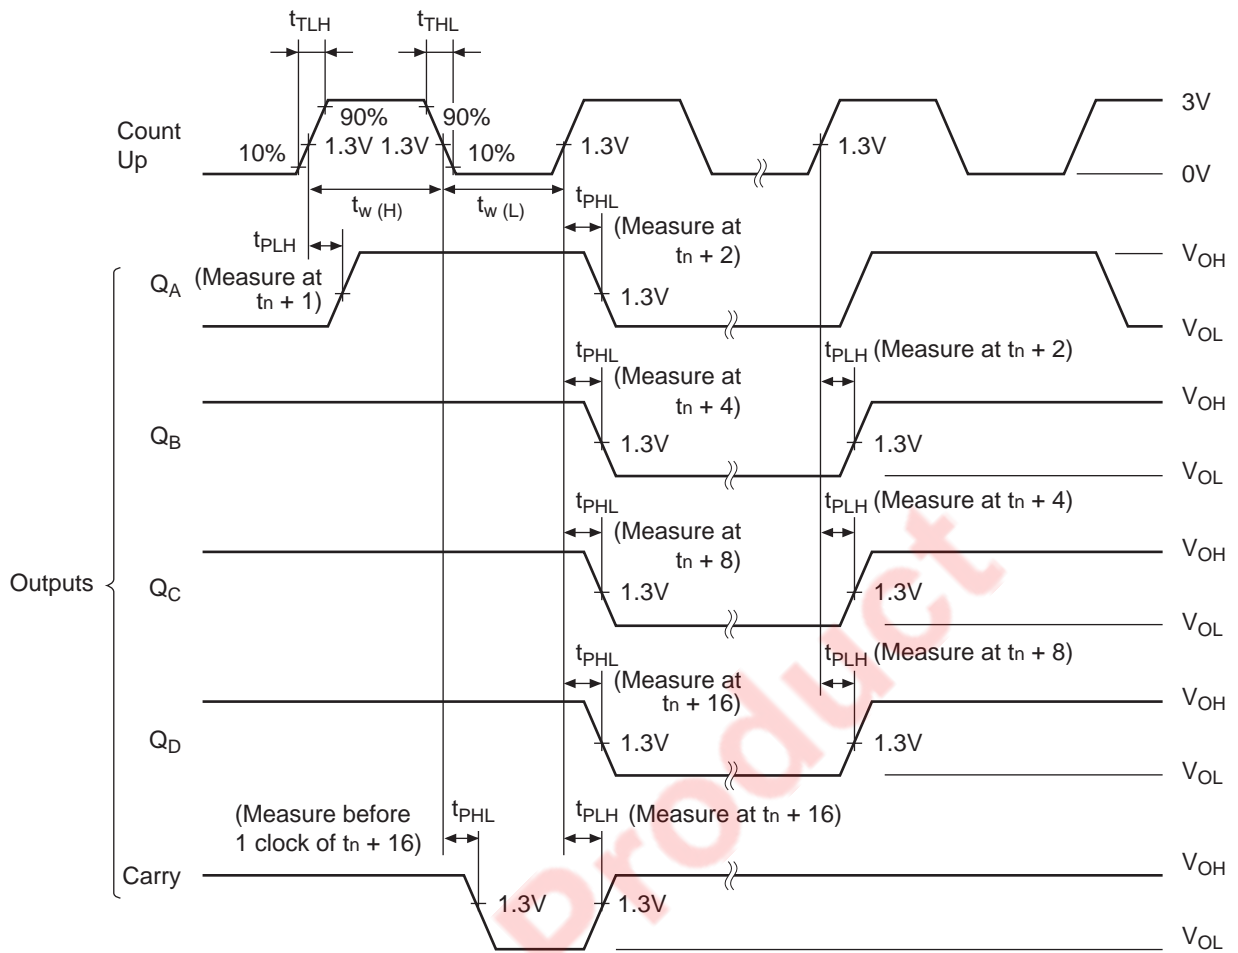 tTLH
tTHL
Count
Up
10%
90%
1.3V
1.3V
90%
10%
1.3V
1.3V
3V
0V
tw (H)
tw (L)
tPHL
(Measure at
tn + 2)
tPLH
(Measure at
tn + 1)
QA
1.3V
VOH
VOL
tPHL
(Measure at
tn + 4)
tPLH (Measure at tn + 2)
QB
1.3V
1.3V
VOH
VOL
tPHL
(Measure at
tn + 8)
tPLH (Measure at tn + 4)
Outputs
QC
1.3V
1.3V
VOH
VOL
tPHL
(Measure at
tn + 16)
tPLH (Measure at tn + 8)
QD
1.3V
1.3V
VOH
VOL
(Measure before
1 clock of tn + 16)
tPHL
tPLH (Measure at tn + 16)
Carry
1.3V
1.3V
VOH
VOL
Product